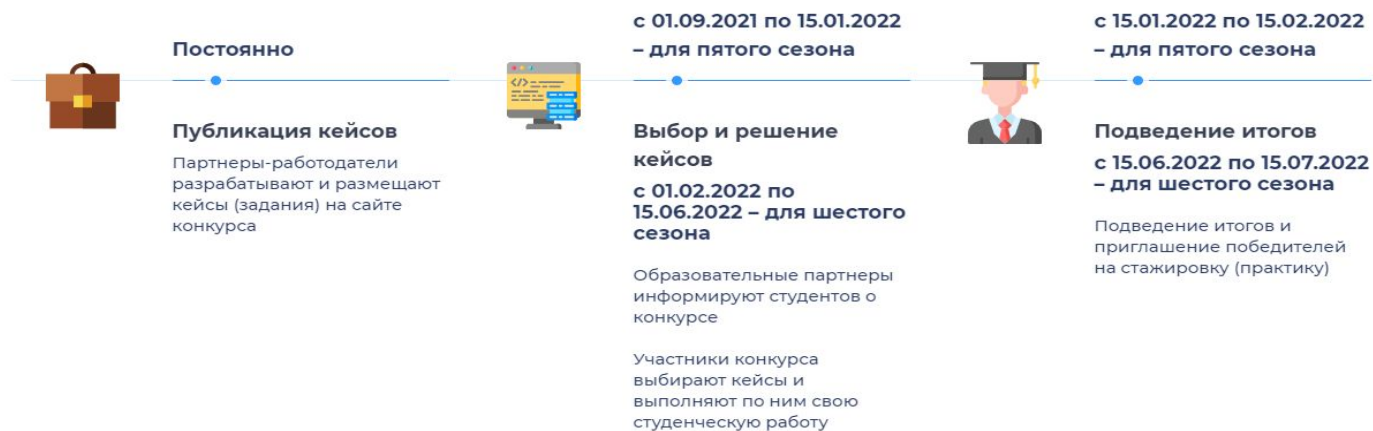 Постоянно
Публикация кейсов
Партнеры-работодатели
разрабатывают и размещают
кейсы (задания) на сайте
конкурса
с 01.09.2021 по 15.01.2022
– для пятого сезона
Выбор и решение
кейсов
с 01.02.2022 по
15.06.2022 – для шестого
сезона
Образовательные партнеры
информируют студентов о
конкурсе
Участники конкурса
выбирают кейсы и
выполняют по ним свою
студенческую работу
с 15.01.2022 по 15.02.2022
– для пятого сезона
Подведение итогов
с 15.06.2022 по 15.07.2022
– для шестого сезона
Подведение итогов и
приглашение победителей
на стажировку (практику)